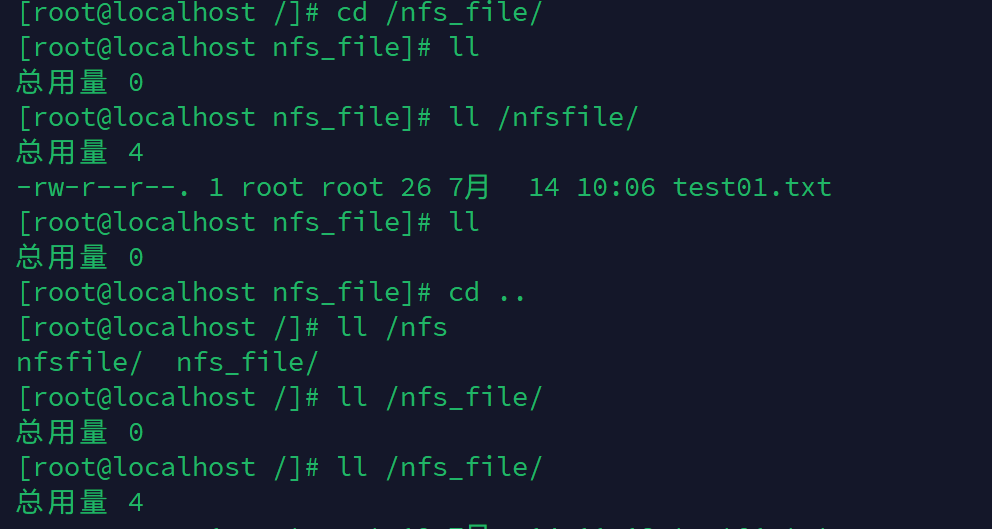 [root@localhost /]# cd /nfs_file/
[root@localhost nfs_file]# ll
总用量 0
[root@localhost nfs_file]# ll /nfsfile/
总用量 4
-rw-r--r--. 1 root root 26 7月  14 10:06 test01.txt
[root@localhost nfs_file]# ll
总用量 0
[root@localhost nfs_file]# cd ..
[root@localhost /]# ll /nfs
nfsfile/  nfs_file/
[root@localhost /]# ll /nfs_file/
总用量 0
[root@localhost /]# ll /nfs_file/
总用量 4